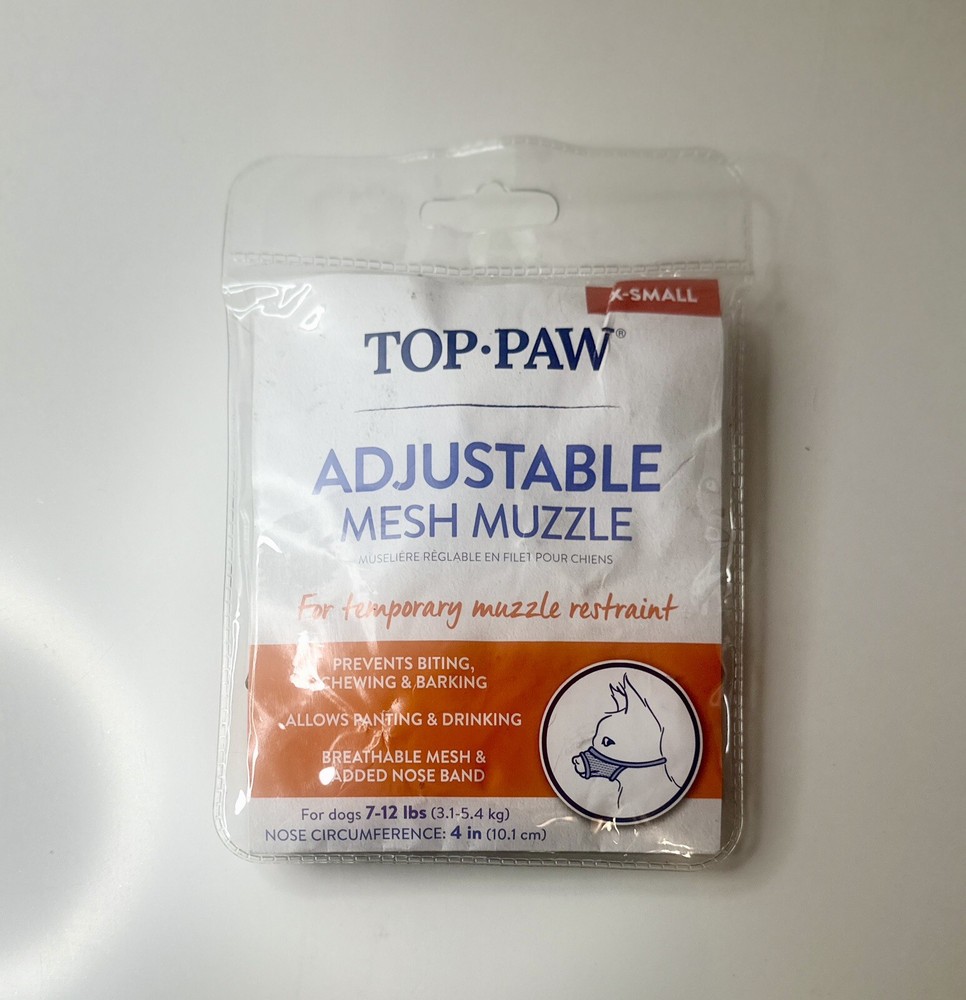 X-SMALL
TOP·PAW®
ADJUSTABLE
MESH MUZZLE
MUSELIÈRE RÉGLABLE EN FILET POUR CHIENS
For temporary muzzle restraint
PREVENTS BITING,
CHEWING & BARKING
ALLOWS PANTING & DRINKING
BREATHABLE MESH &
ADDED NOSE BAND
For dogs 7-12 lbs (3.1-5.4 kg)
NOSE CIRCUMFERENCE: 4 in (10.1 cm)